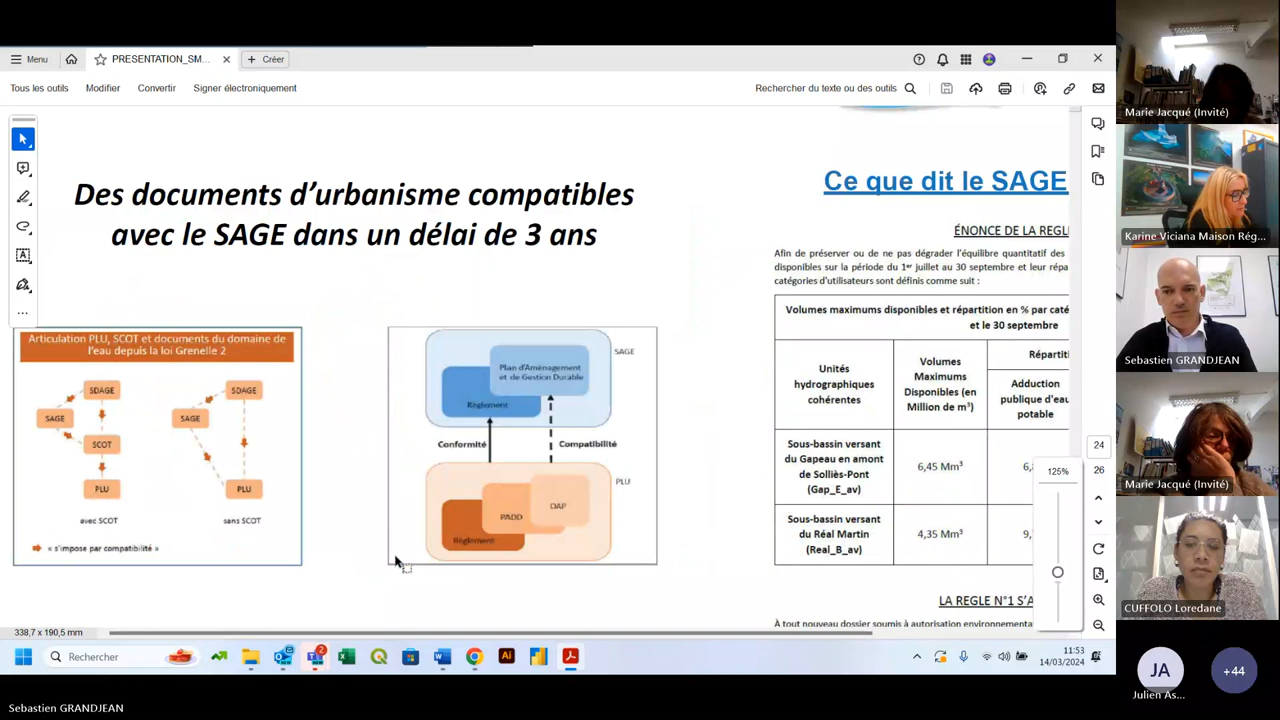 Menu
PRESENTATION_SM...
Créer
Tous les outils
Modifier
Convertir
Signer électroniquement
Rechercher du texte ou des outils
Des documents d'urbanisme compatibles
avec le SAGE dans un délai de 3 ans
Articulation PLU, SCOT et documents du domaine de
l'eau depuis la loi Grenelle 2
SDAGE
SAGE
SCOT
PLU
avec SCOT
SDAGE
SAGE
PLU
sans SCOT
« s'impose par compatibilité »
SAGE
Plan d'Aménagement
et de Gestion Durable
Règlement
Conformité
Compatibilité
PLU
PADD
OAP
Règlement
Ce que dit le SAGE
ÉNONCE DE LA REGLE
Afin de préserver ou de ne pas dégrader l'équilibre quantitatif des
disponibles sur la période du 1er juillet au 30 septembre et leur répa
catégories d'utilisateurs sont définis comme suit :
Volumes maximums disponibles et répartition en % par caté
et le 30 septembre
Unités
hydrographiques
cohérentes
Volumes
Maximums
Disponibles (en
Million de m³)
Répartiti
Adduction
publique d'eau
potable
Sous-bassin versant
du Gapeau en amont
de Solliès-Pont
(Gap_E_av)
6,45 Mm³
6,
Sous-bassin versant
du Réal Martin
(Real_B_av)
4,35 Mm³
9,
LA REGLE N°1 S'A
À tout nouveau dossier soumis à autorisation environnementa
24
26
125%
338,7 x 190,5 mm
Rechercher
2
11:53
14/03/2024
Marie Jacqué (Invité)
Karine Viciana Maison Rég...
Sebastien GRANDJEAN
Marie Jacqué (Invité)
CUFFOLO Loredane
JA
Julien As...
+44
Sebastien GRANDJEAN